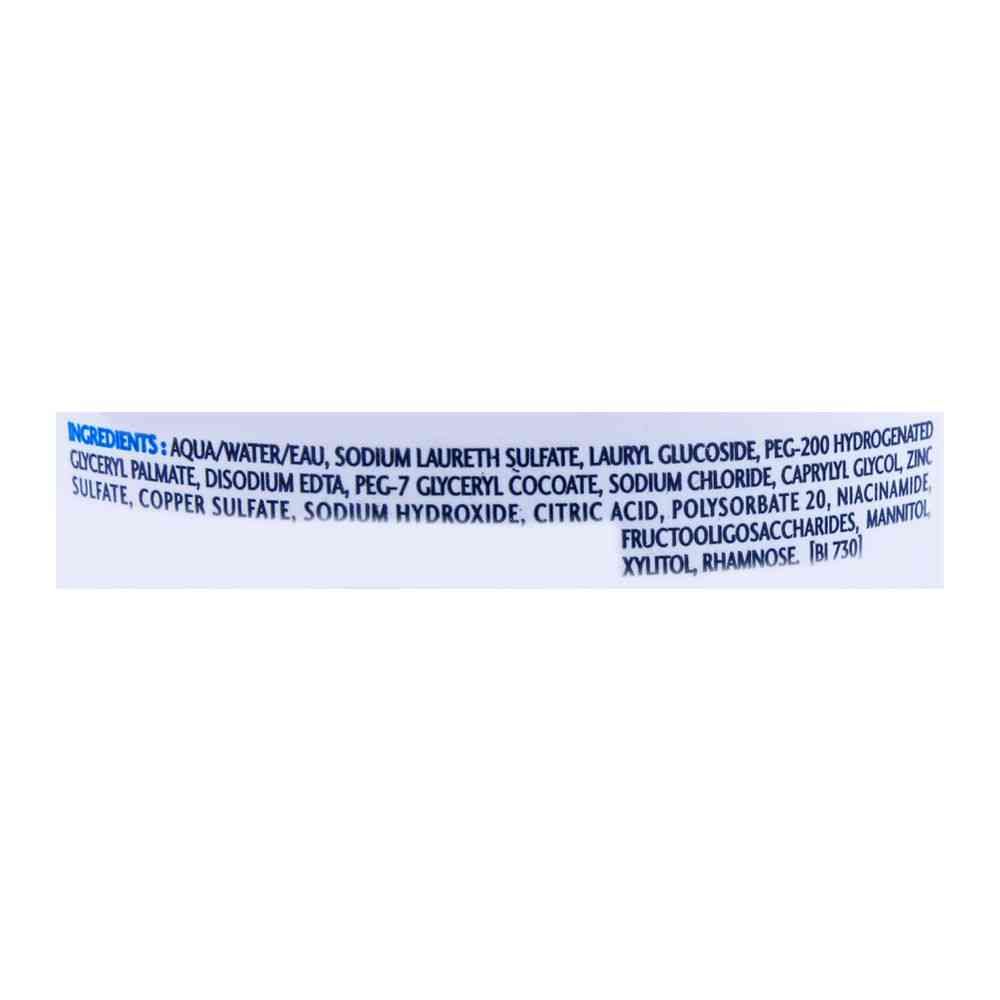 INGREDIENTS : AQUA/WATER/EAU, SODIUM LAURETH SULFATE, LAURYL GLUCOSIDE, PEG-200 HYDROGENATED
GLYCERYL PALMATE, DISODIUM EDTA, PEG-7 GLYCERYL COCOATE, SODIUM CHLORIDE, CAPRYLYL GLYCOL, ZINC
SULFATE, COPPER SULFATE, SODIUM HYDROXIDE, CITRIC ACID, POLYSORBATE 20, NIACINAMIDE,
FRUCTOOLIGOSACCHARIDES, MANNITOL,
XYLITOL, RHAMNOSE. [BI 730]